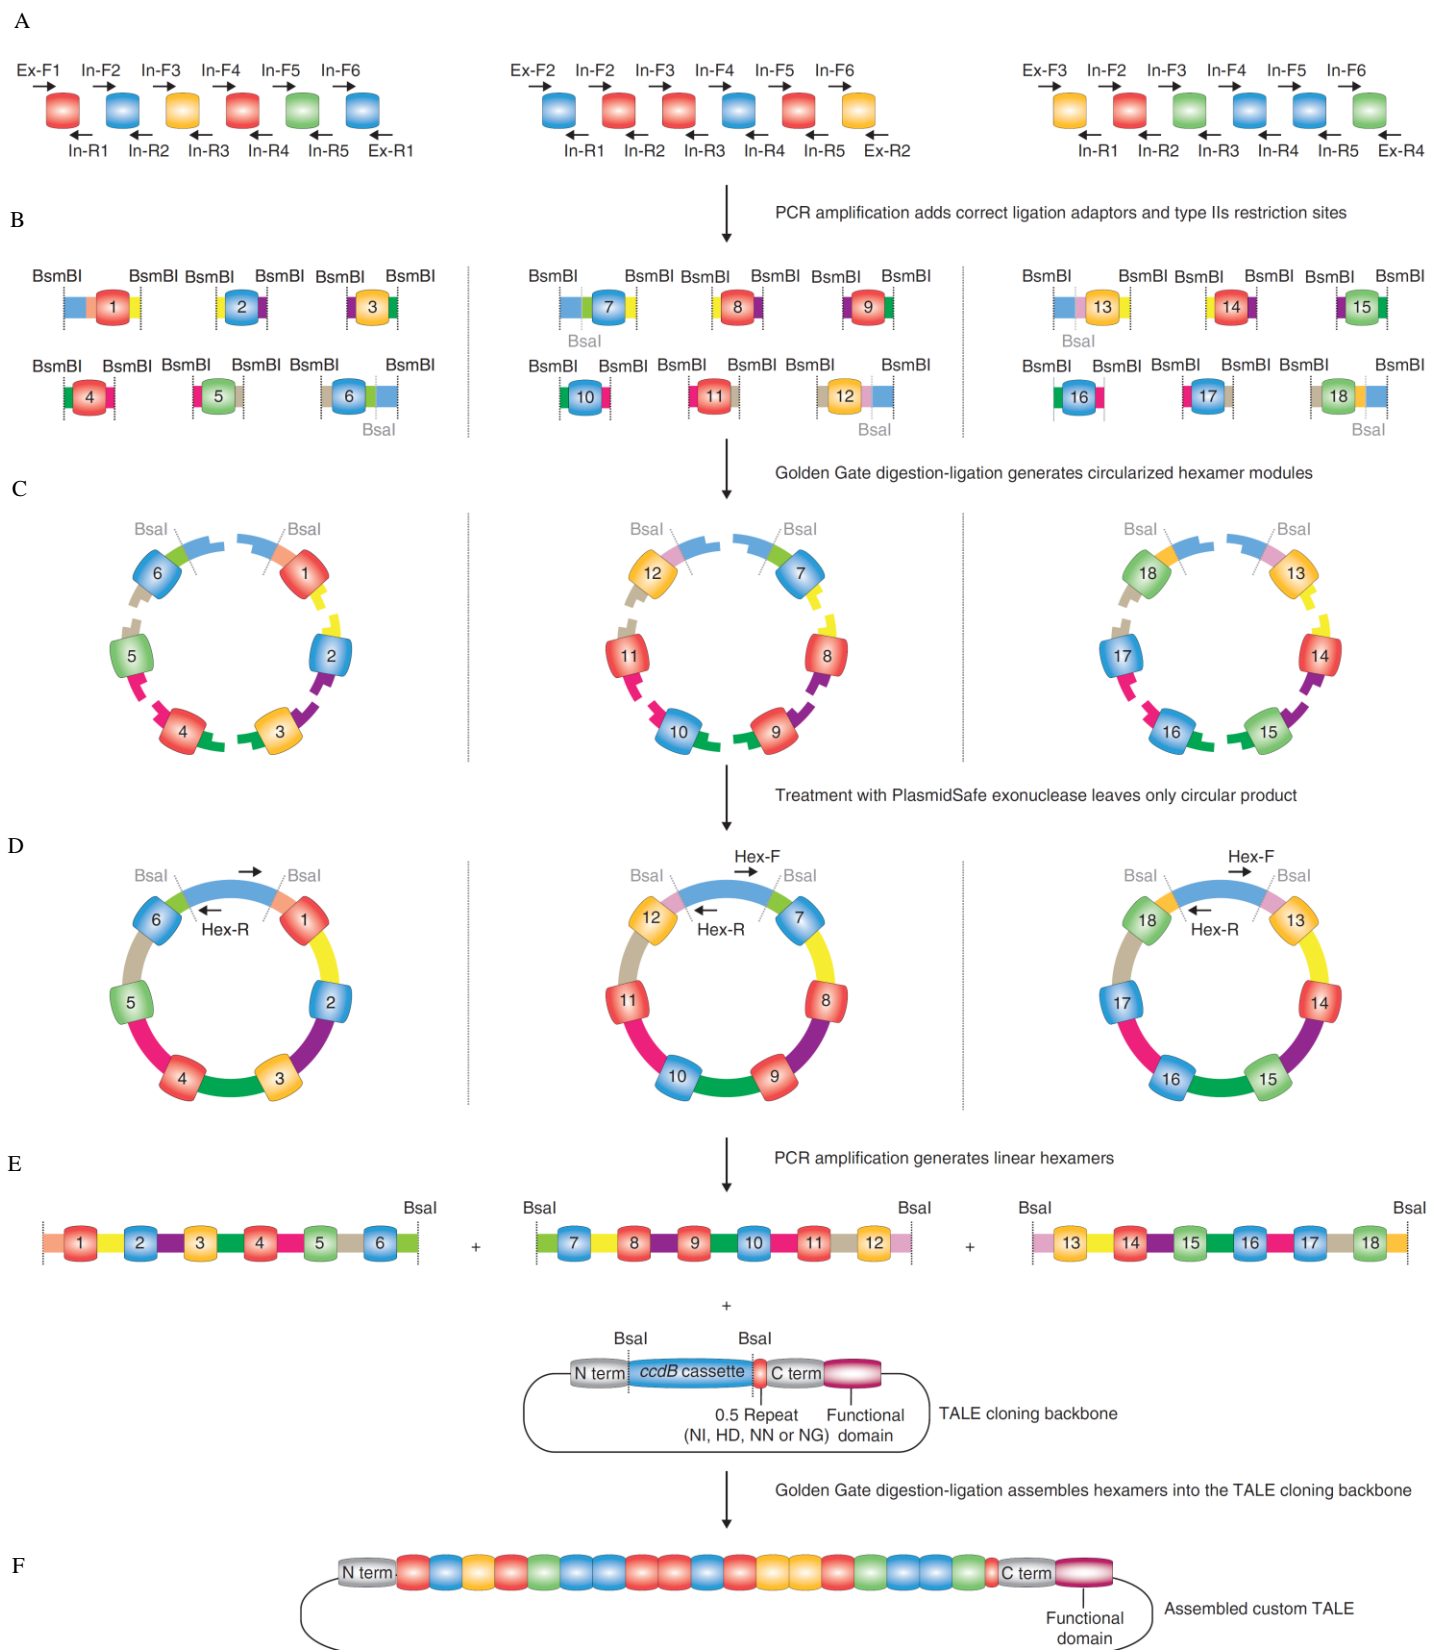 A
Ex-F1 In-F2 In-F3 In-F4 In-F5 In-F6
In-R1 In-R2 In-R3 In-R4 In-R5 Ex-R1
Ex-F2 In-F2 In-F3 In-F4 In-F5 In-F6
In-R1 In-R2 In-R3 In-R4 In-R5 Ex-R2
Ex-F3 In-F2 In-F3 In-F4 In-F5 In-F6
In-R1 In-R2 In-R3 In-R4 In-R5 Ex-R4
PCR amplification adds correct ligation adaptors and type IIs restriction sites
B
BsmBI BsmBI BsmBI BsmBI BsmBI BsmBI
1 2 3
BsmBI BsmBI BsmBI BsmBI BsmBI BsmBI
4 5 6
BsaI
BsmBI BsmBI BsmBI BsmBI BsmBI BsmBI
7 8 9
BsaI
BsmBI BsmBI BsmBI BsmBI BsmBI BsmBI
10 11 12
BsaI
BsmBI BsmBI BsmBI BsmBI BsmBI BsmBI
13 14 15
BsaI
BsmBI BsmBI BsmBI BsmBI BsmBI BsmBI
16 17 18
BsaI
Golden Gate digestion-ligation generates circularized hexamer modules
C
BsaI BsaI
6 1
5 2
4 3
BsaI BsaI
12 7
11 8
10 9
BsaI BsaI
18 13
17 14
16 15
Treatment with PlasmidSafe exonuclease leaves only circular product
D
BsaI BsaI
6 1
Hex-R
5 2
4 3
Hex-F
BsaI BsaI
12 7
Hex-R
11 8
10 9
Hex-F
BsaI BsaI
18 13
Hex-R
17 14
16 15
PCR amplification generates linear hexamers
E
BsaI
1 2 3 4 5 6
+
BsaI BsaI
7 8 9 10 11 12
+
BsaI BsaI
13 14 15 16 17 18
+
BsaI BsaI
N term ccdB cassette C term
0.5 Repeat
(NI, HD, NN or NG)
Functional
domain
TALE cloning backbone
Golden Gate digestion-ligation assembles hexamers into the TALE cloning backbone
F
N term C term
Functional
domain
Assembled custom TALE